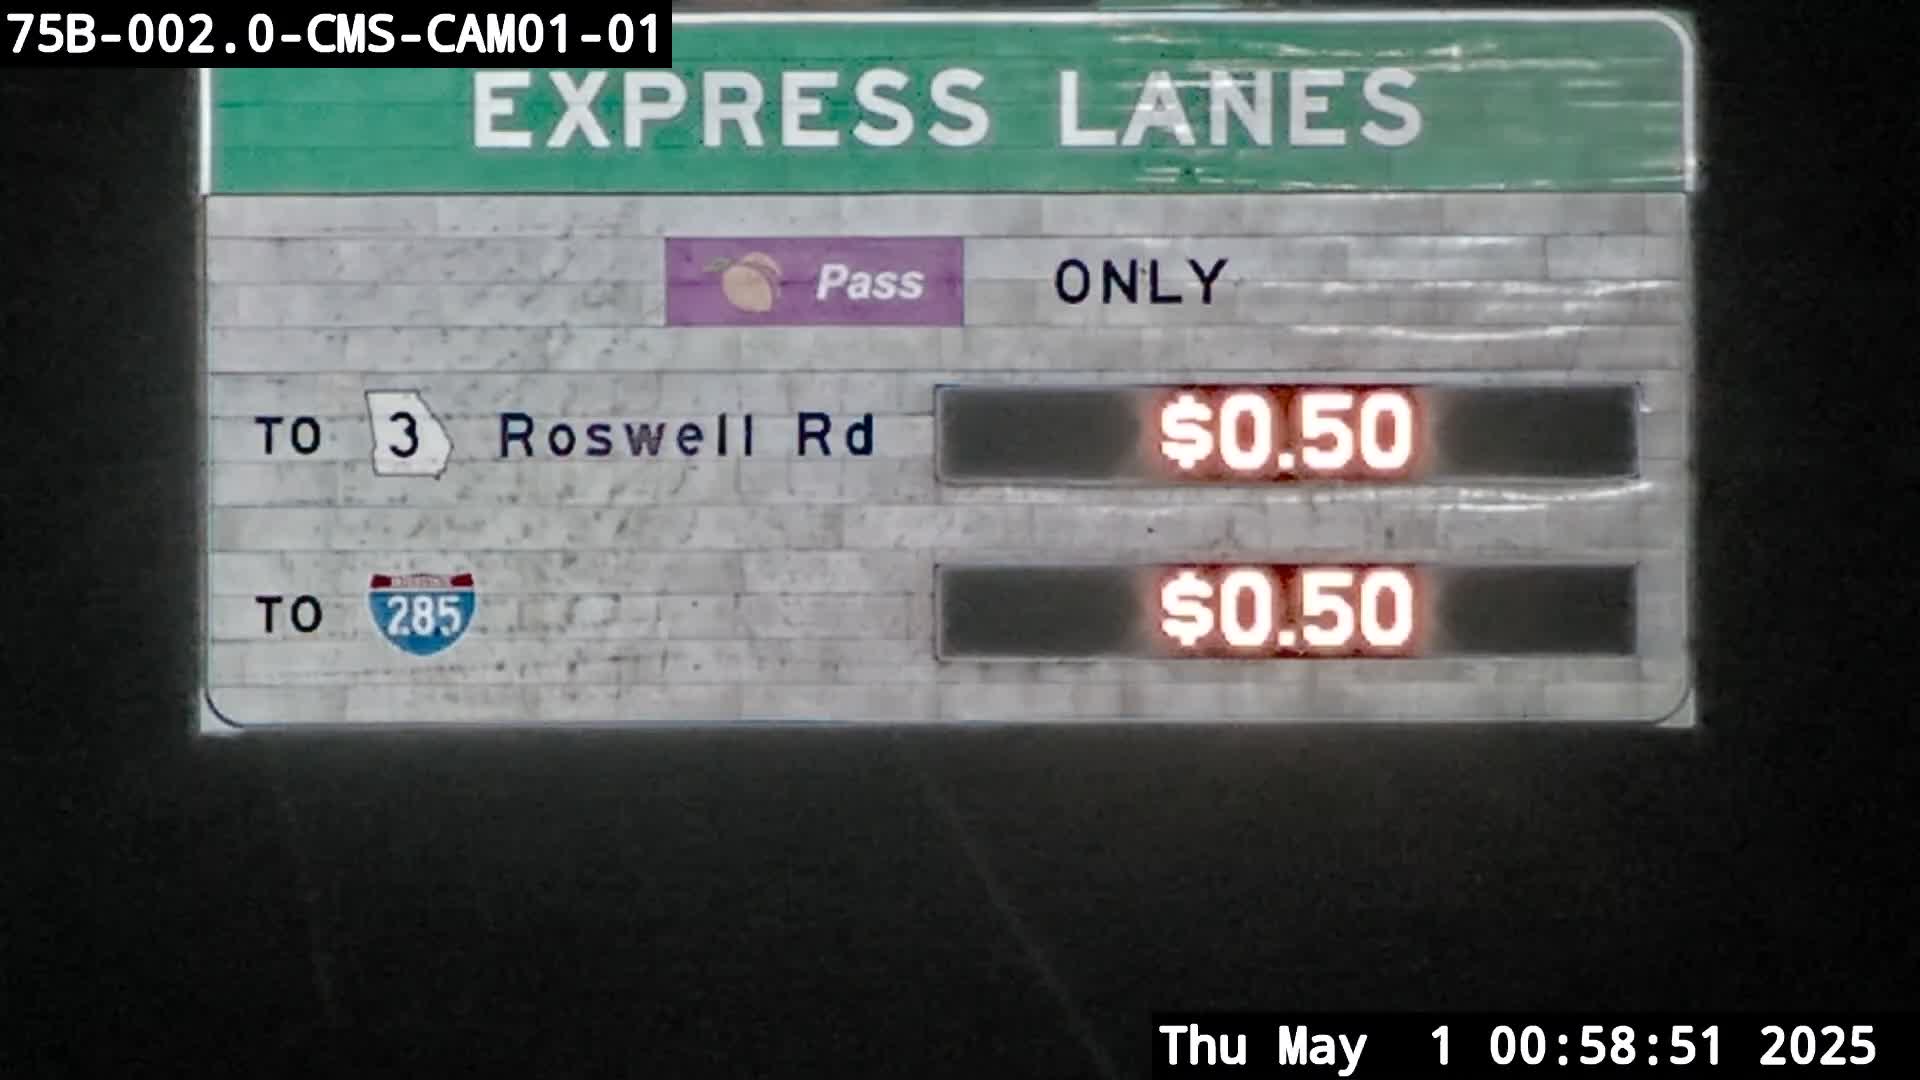 75B-002.0-CMS-CAM01-01
EXPRESS LANES
Pass ONLY
TO 3 Roswell Rd $0.50
TO 285 $0.50
Thu May 1 00:58:51 2025